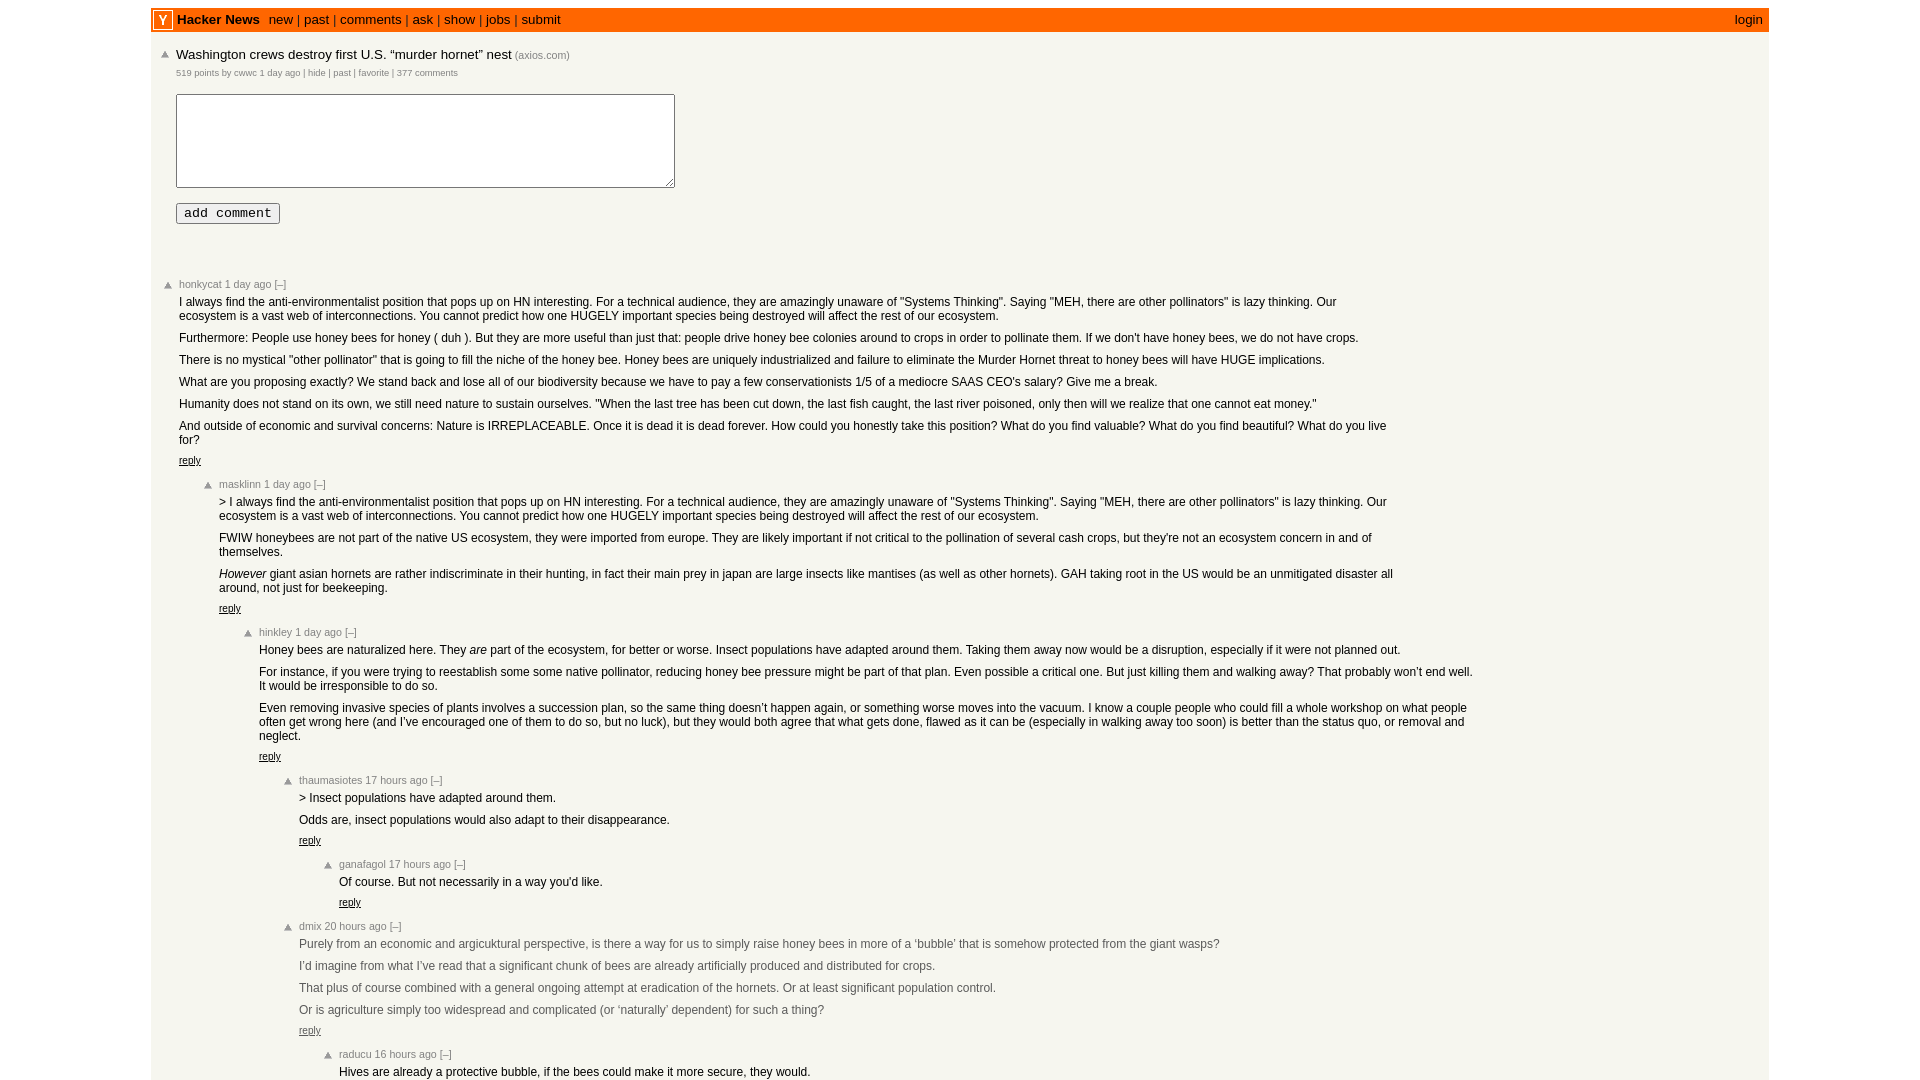 Y Hacker News new | past | comments | ask | show | jobs | submit login
Washington crews destroy first U.S. “murder hornet” nest (axios.com)
519 points by cwwc 1 day ago | hide | past | favorite | 377 comments
add comment
honkycat 1 day ago [–]
I always find the anti-environmentalist position that pops up on HN interesting. For a technical audience, they are amazingly unaware of "Systems Thinking". Saying "MEH, there are other pollinators" is lazy thinking. Our
ecosystem is a vast web of interconnections. You cannot predict how one HUGELY important species being destroyed will affect the rest of our ecosystem.
Furthermore: People use honey bees for honey ( duh ). But they are more useful than just that: people drive honey bee colonies around to crops in order to pollinate them. If we don't have honey bees, we do not have crops.
There is no mystical "other pollinator" that is going to fill the niche of the honey bee. Honey bees are uniquely industrialized and failure to eliminate the Murder Hornet threat to honey bees will have HUGE implications.
What are you proposing exactly? We stand back and lose all of our biodiversity because we have to pay a few conservationists 1/5 of a mediocre SAAS CEO's salary? Give me a break.
Humanity does not stand on its own, we still need nature to sustain ourselves. "When the last tree has been cut down, the last fish caught, the last river poisoned, only then will we realize that one cannot eat money."
And outside of economic and survival concerns: Nature is IRREPLACEABLE. Once it is dead it is dead forever. How could you honestly take this position? What do you find valuable? What do you find beautiful? What do you live
for?
reply
masklinn 1 day ago [–]
> I always find the anti-environmentalist position that pops up on HN interesting. For a technical audience, they are amazingly unaware of "Systems Thinking". Saying "MEH, there are other pollinators" is lazy thinking. Our
ecosystem is a vast web of interconnections. You cannot predict how one HUGELY important species being destroyed will affect the rest of our ecosystem.
FWIW honeybees are not part of the native US ecosystem, they were imported from europe. They are likely important if not critical to the pollination of several cash crops, but they're not an ecosystem concern in and of
themselves.
However giant asian hornets are rather indiscriminate in their hunting, in fact their main prey in japan are large insects like mantises (as well as other hornets). GAH taking root in the US would be an unmitigated disaster all
around, not just for beekeeping.
reply
hinkley 1 day ago [–]
Honey bees are naturalized here. They are part of the ecosystem, for better or worse. Insect populations have adapted around them. Taking them away now would be a disruption, especially if it were not planned out.
For instance, if you were trying to reestablish some some native pollinator, reducing honey bee pressure might be part of that plan. Even possible a critical one. But just killing them and walking away? That probably won’t end well.
It would be irresponsible to do so.
Even removing invasive species of plants involves a succession plan, so the same thing doesn’t happen again, or something worse moves into the vacuum. I know a couple people who could fill a whole workshop on what people
often get wrong here (and I’ve encouraged one of them to do so, but no luck), but they would both agree that what gets done, flawed as it can be (especially in walking away too soon) is better than the status quo, or removal and
neglect.
reply
thaumasiotes 17 hours ago [–]
> Insect populations have adapted around them.
Odds are, insect populations would also adapt to their disappearance.
reply
ganafagol 17 hours ago [–]
Of course. But not necessarily in a way you'd like.
reply
dmix 20 hours ago [–]
Purely from an economic and argicuktural perspective, is there a way for us to simply raise honey bees in more of a ‘bubble’ that is somehow protected from the giant wasps?
I’d imagine from what I’ve read that a significant chunk of bees are already artificially produced and distributed for crops.
That plus of course combined with a general ongoing attempt at eradication of the hornets. Or at least significant population control.
Or is agriculture simply too widespread and complicated (or ‘naturally’ dependent) for such a thing?
reply
raducu 16 hours ago [–]
Hives are already a protective bubble, if the bees could make it more secure, they would.